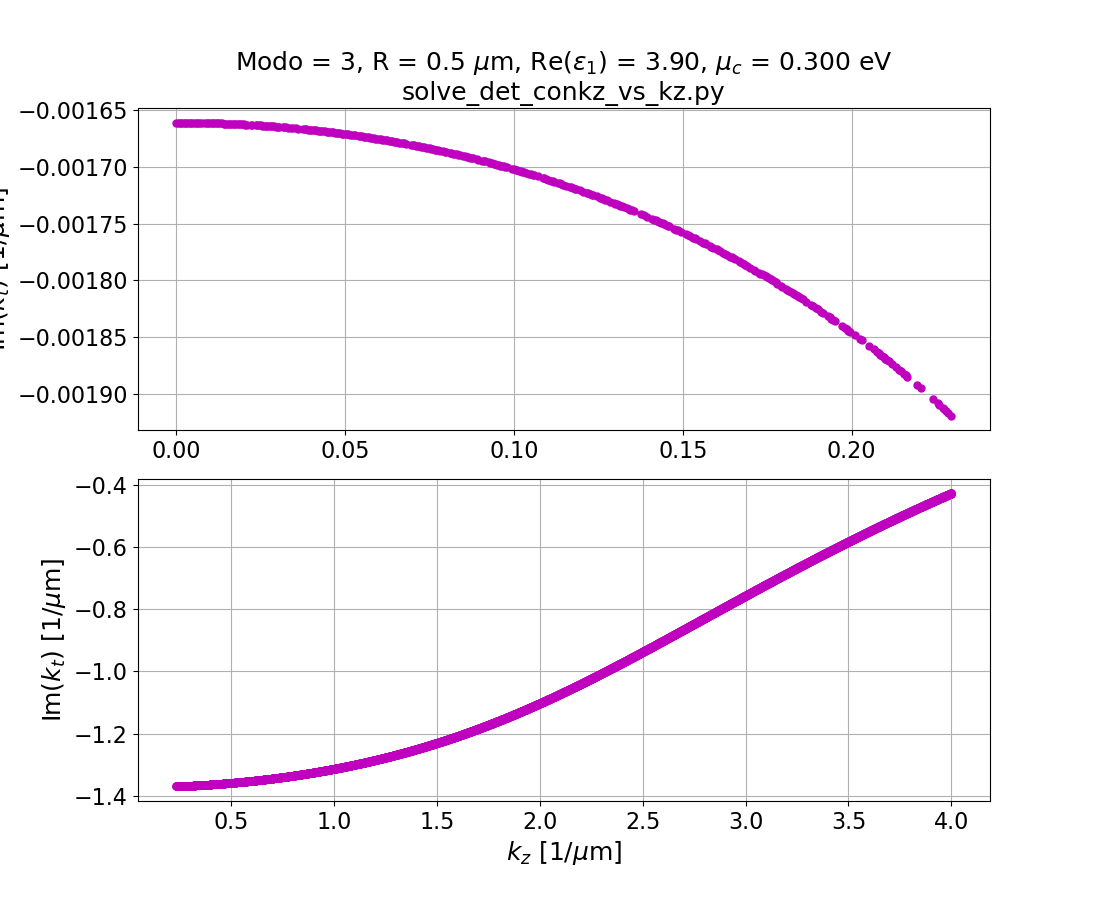 Modo = 3, R = 0.5 μm, Re(ε₁) = 3.90, μ_c = 0.300 eV
solve_det_conkz_vs_kz.py
−0.00165
−0.00170
−0.00175
−0.00180
−0.00185
−0.00190
0.00 0.05 0.10 0.15 0.20
Im(k_t) [1/μm]
−0.4
−0.6
−0.8
−1.0
−1.2
−1.4
0.5 1.0 1.5 2.0 2.5 3.0 3.5 4.0
k_z [1/μm]